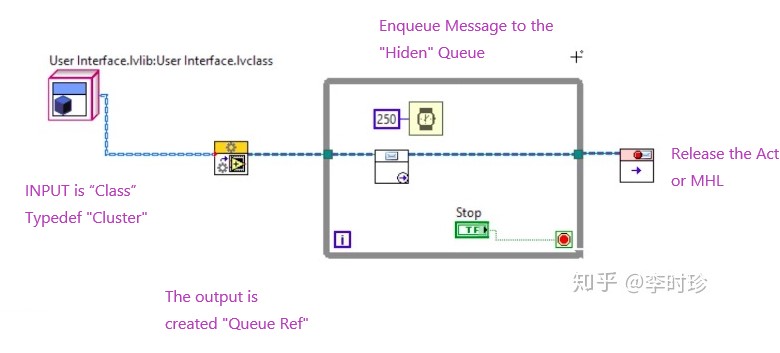 Enqueue Message to the
"Hiden" Queue
User Interface.lvlib:User Interface.lvclass
250
INPUT is “Class”
Typedef "Cluster"
Release the Act
or MHL
Stop
TF
i
The output is
created "Queue Ref"
知乎 @李时珍